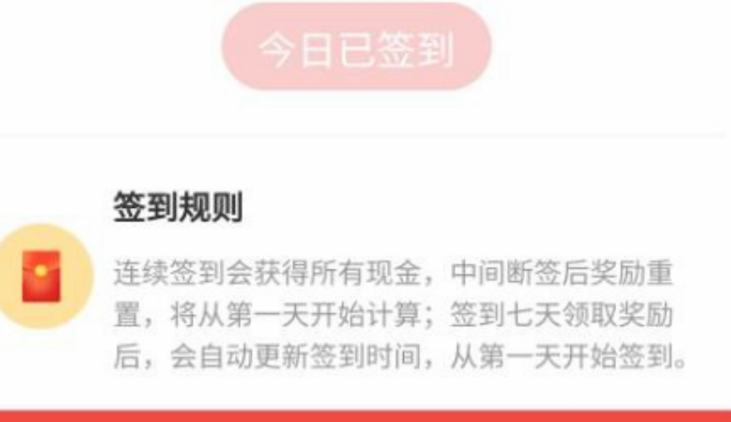 今日已签到
签到规则
连续签到会获得所有现金，中间断签后奖励重
置，将从第一天开始计算；签到七天领取奖励
后，会自动更新签到时间，从第一天开始签到。